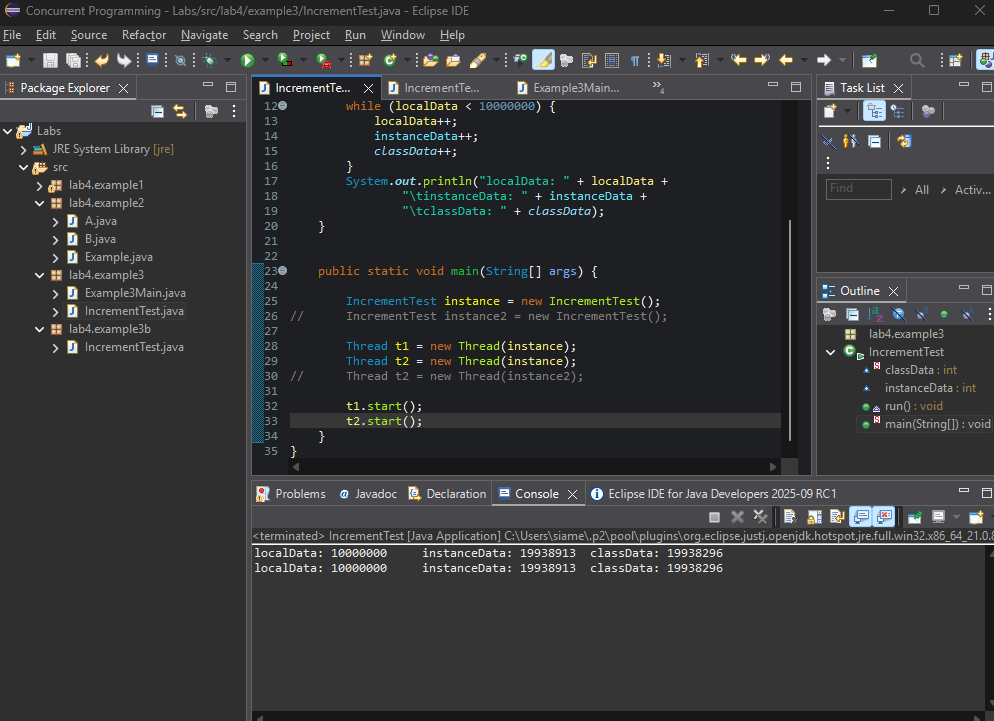 Concurrent Programming - Labs/src/lab4/example3/IncrementTest.java - Eclipse IDE
File Edit Source Refactor Navigate Search Project Run Window Help
Package Explorer
Labs
JRE System Library [jre]
src
lab4.example1
lab4.example2
A.java
B.java
Example.java
lab4.example3
Example3Main.java
IncrementTest.java
lab4.example3b
IncrementTest.java
IncrementTe... IncrementTe... Example3Main... »4
12 while (localData < 10000000) {
13 localData++;
14 instanceData++;
15 classData++;
16 }
17 System.out.println("localData: " + localData +
18 "\tinstanceData: " + instanceData +
19 "\tclassData: " + classData);
20 }
21
22
23 public static void main(String[] args) {
24
25 IncrementTest instance = new IncrementTest();
26 // IncrementTest instance2 = new IncrementTest();
27
28 Thread t1 = new Thread(instance);
29 Thread t2 = new Thread(instance);
30 // Thread t2 = new Thread(instance2);
31
32 t1.start();
33 t2.start();
34 }
35 }
Task List
Find All Activ...
Outline
lab4.example3
IncrementTest
classData : int
instanceData : int
run() : void
main(String[]) : void
Problems Javadoc Declaration Console Eclipse IDE for Java Developers 2025-09 RC1
<terminated> IncrementTest [Java Application] C:\Users\siame\.p2\pool\plugins\org.eclipse.justj.openjdk.hotspot.jre.full.win32.x86_64_21.0.8
localData: 10000000 instanceData: 19938913 classData: 19938296
localData: 10000000 instanceData: 19938913 classData: 19938296